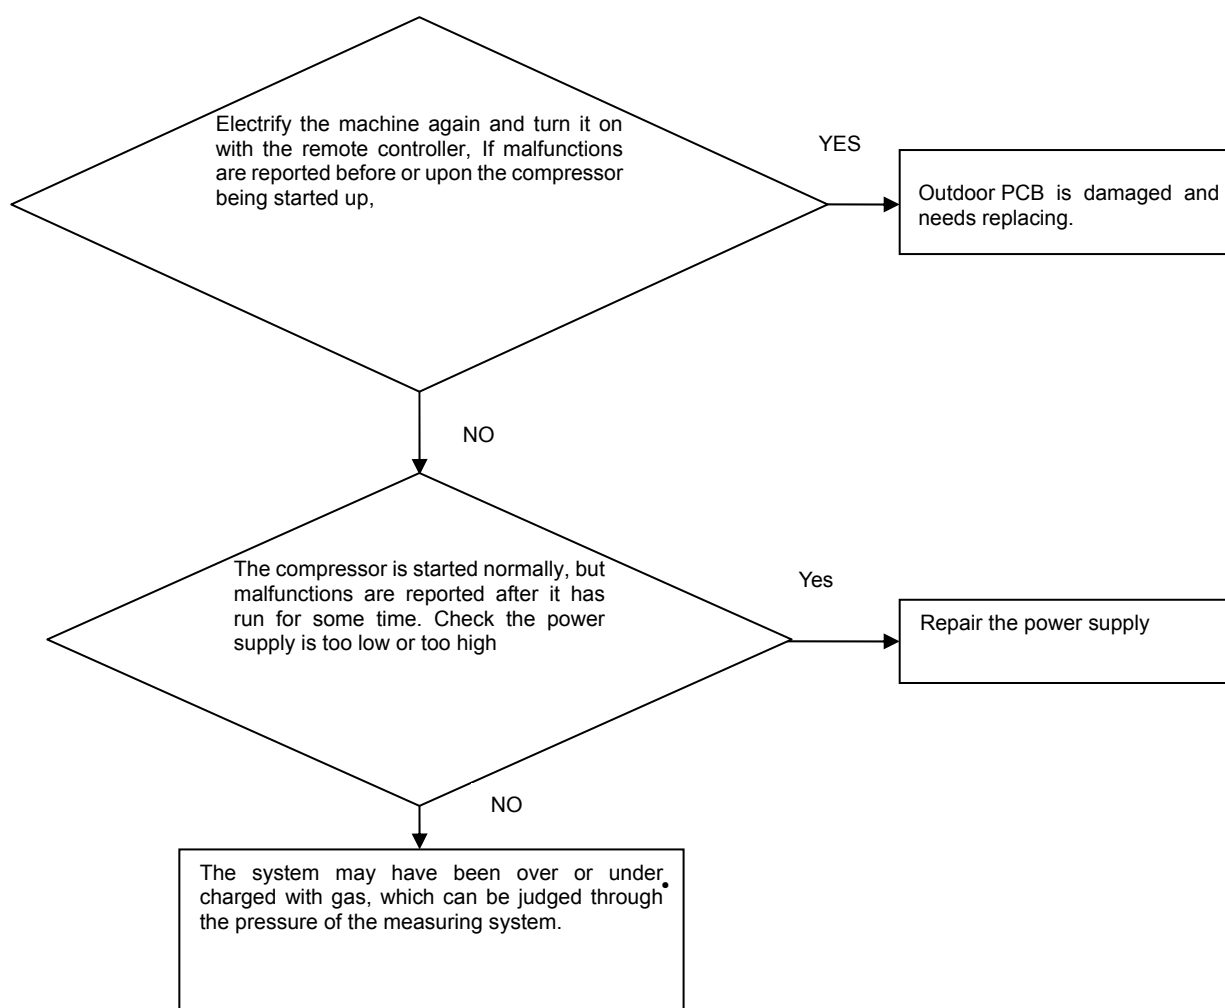 Electrify the machine again and turn it on
with the remote controller, If malfunctions
are reported before or upon the compressor
being started up,
YES
Outdoor PCB is damaged and
needs replacing.
NO
The compressor is started normally, but
malfunctions are reported after it has
run for some time. Check the power
supply is too low or too high
Yes
Repair the power supply
NO
The system may have been over or under
charged with gas, which can be judged through
the pressure of the measuring system.